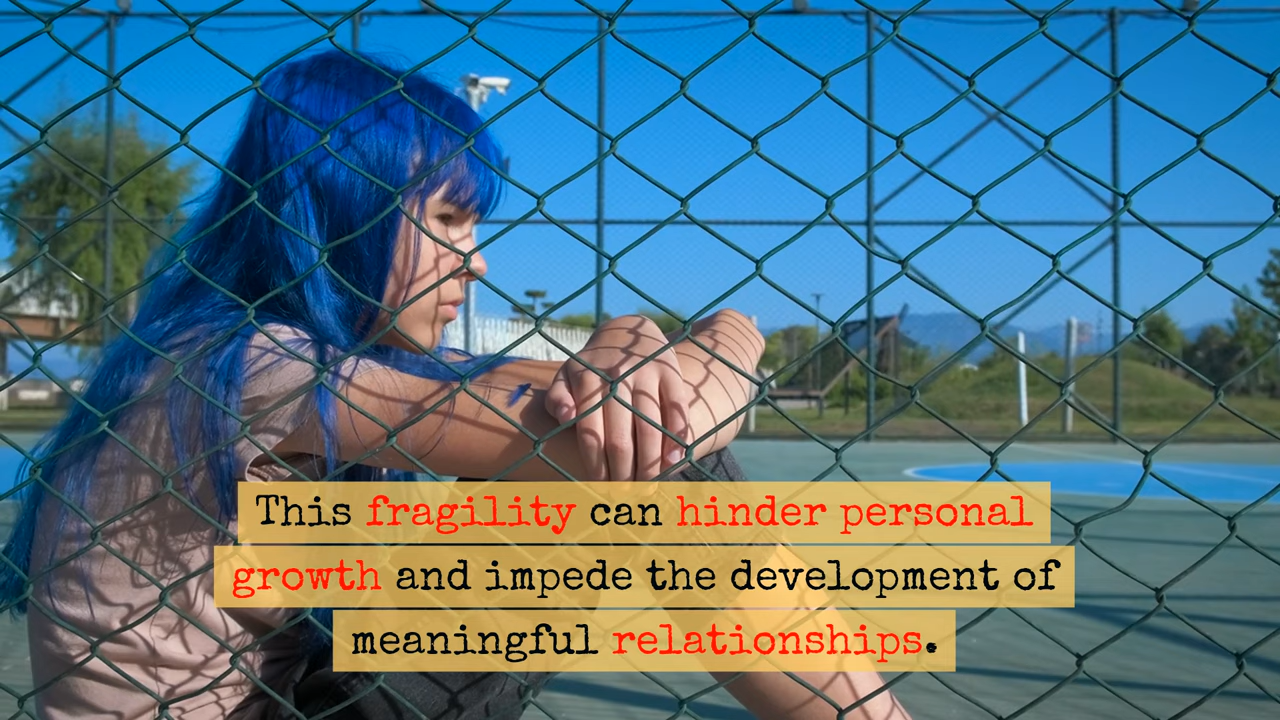 This fragility can hinder personal
growth and impede the development of
meaningful relationships.